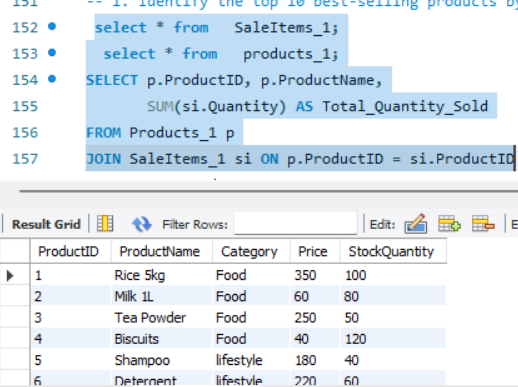 151 -- 1. Identify the top 10 best-selling products by
152 select * from SaleItems_1;
153 select * from products_1;
154 SELECT p.ProductID, p.ProductName,
155 SUM(si.Quantity) AS Total_Quantity_Sold
156 FROM Products_1 p
157 JOIN SaleItems_1 si ON p.ProductID = si.ProductID
Result Grid Filter Rows: Edit: E
ProductID ProductName Category Price StockQuantity
1 Rice 5kg Food 350 100
2 Milk 1L Food 60 80
3 Tea Powder Food 250 50
4 Biscuits Food 40 120
5 Shampoo lifestyle 180 40
6 Detergent lifestyle 220 60